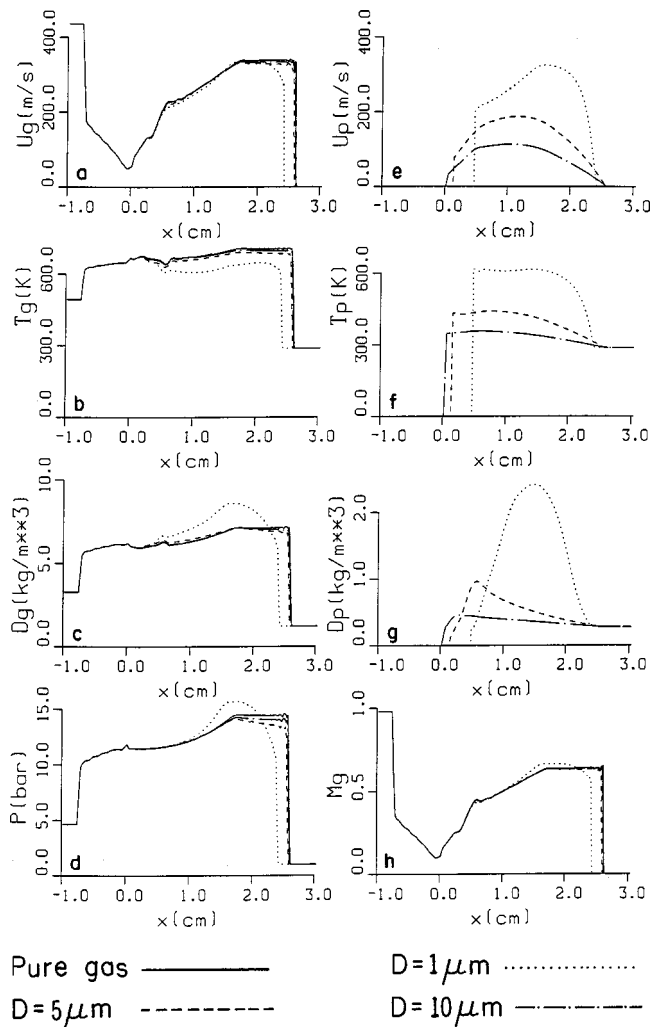 400.0
200.0
0.0
Ug(m/s)
a
-1.0 0.0 1.0 2.0 3.0
x(cm)
400.0
200.0
0.0
Up(m/s)
e
-1.0 0.0 1.0 2.0 3.0
x(cm)
600.0
300.0
0.0
Tg(K)
b
-1.0 0.0 1.0 2.0 3.0
x(cm)
600.0
300.0
0.0
Tp(K)
f
-1.0 0.0 1.0 2.0 3.0
x(cm)
10.0
5.0
0.0
Dg(kg/m**3)
c
-1.0 0.0 1.0 2.0 3.0
x(cm)
2.0
1.0
0.0
Dp(kg/m**3)
g
-1.0 0.0 1.0 2.0 3.0
x(cm)
15.0
10.0
5.0
0.0
P(bar)
d
-1.0 0.0 1.0 2.0 3.0
x(cm)
1.0
0.5
0.0
Mg
h
-1.0 0.0 1.0 2.0 3.0
x(cm)
Pure gas
D=1μm
D=5μm
D=10μm